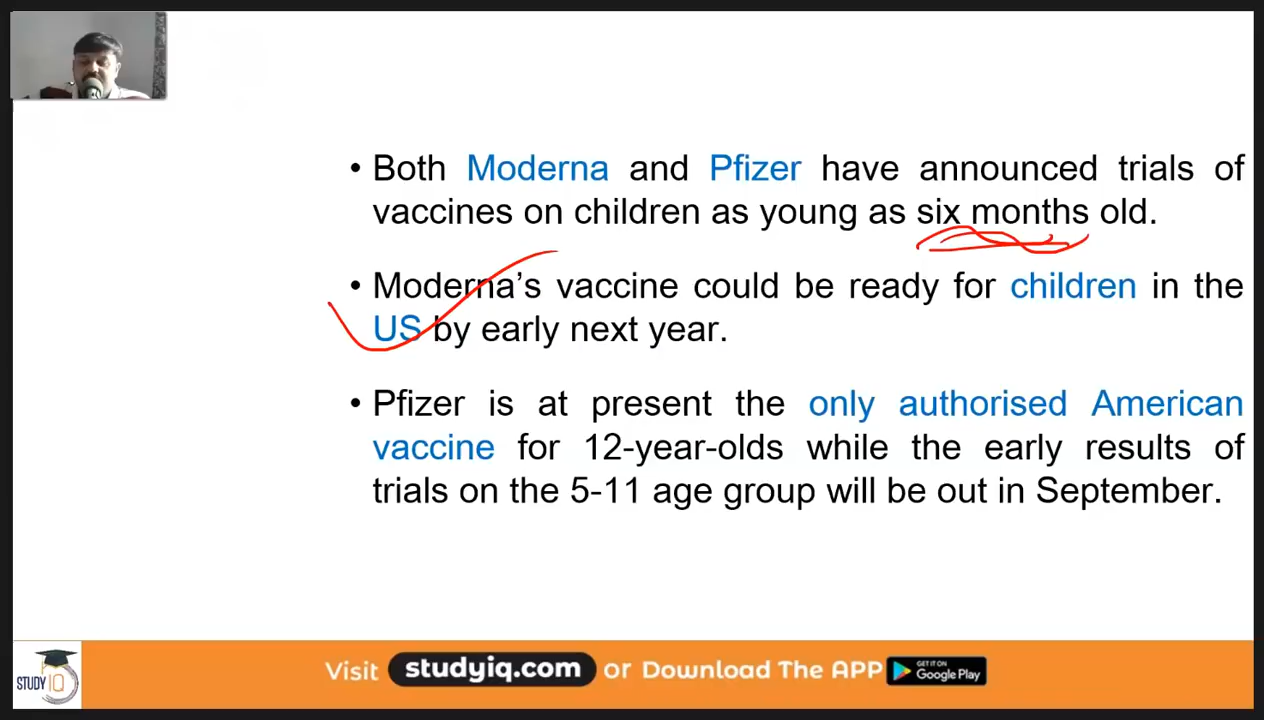 • Both Moderna and Pfizer have announced trials of
vaccines on children as young as six months old.
• Moderna’s vaccine could be ready for children in the
US by early next year.
• Pfizer is at present the only authorised American
vaccine for 12-year-olds while the early results of
trials on the 5-11 age group will be out in September.
STUDY IQ
Visit studyiq.com or Download The APP GET IT ON Google Play